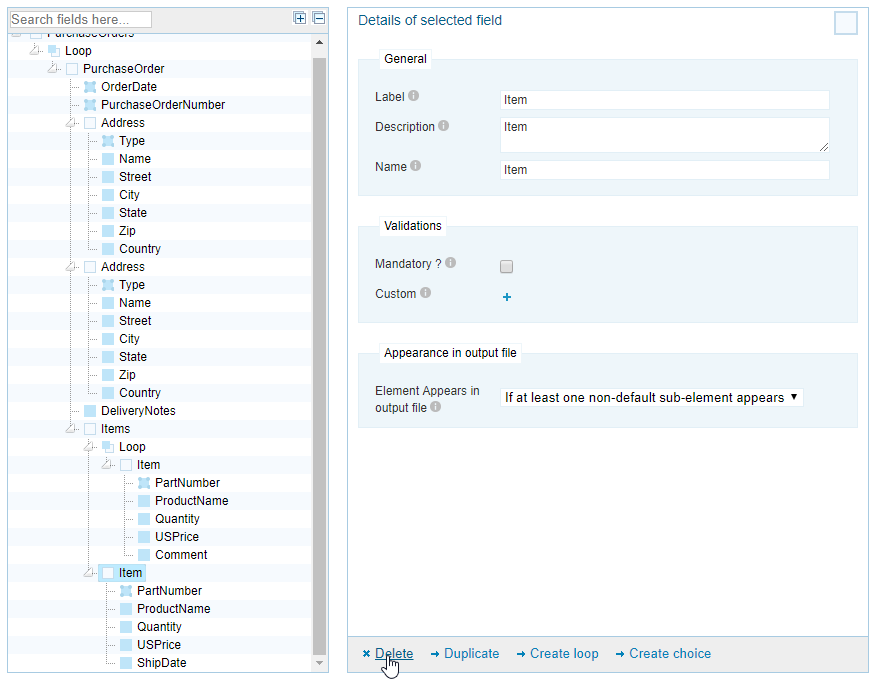 Search fields here...
PurchaseOrders
Loop
PurchaseOrder
OrderDate
PurchaseOrderNumber
Address
Type
Name
Street
City
State
Zip
Country
Address
Type
Name
Street
City
State
Zip
Country
DeliveryNotes
Items
Loop
Item
PartNumber
ProductName
Quantity
USPrice
Comment
Item
PartNumber
ProductName
Quantity
USPrice
ShipDate
Details of selected field
General
Label
Item
Description
Item
Name
Item
Validations
Mandatory ?
Custom
Appearance in output file
Element Appears in
output file
If at least one non-default sub-element appears
Delete
Duplicate
Create loop
Create choice